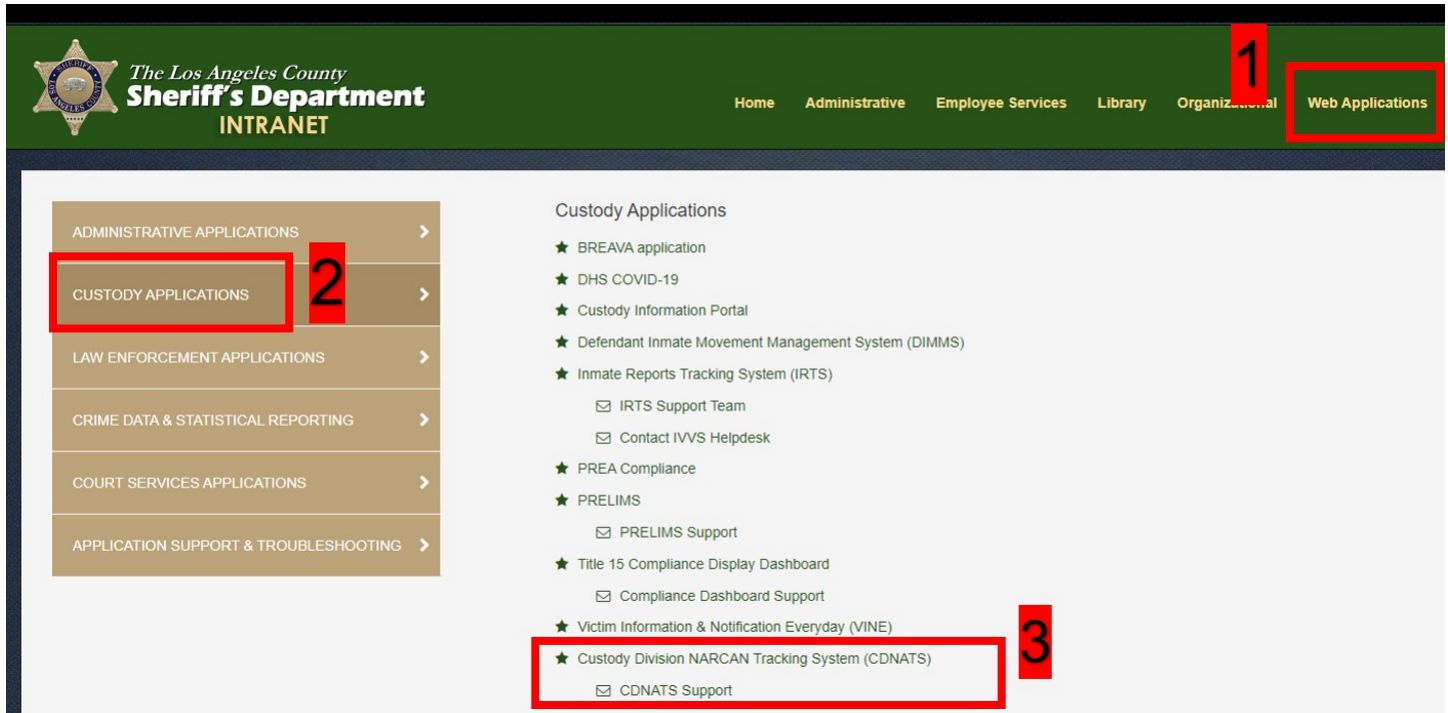 The Los Angeles County
Sheriff's Department
INTRANET
Home Administrative Employee Services Library Organizational Web Applications
1
ADMINISTRATIVE APPLICATIONS
CUSTODY APPLICATIONS
2
LAW ENFORCEMENT APPLICATIONS
CRIME DATA & STATISTICAL REPORTING
COURT SERVICES APPLICATIONS
APPLICATION SUPPORT & TROUBLESHOOTING
Custody Applications
BREAVA application
DHS COVID-19
Custody Information Portal
Defendant Inmate Movement Management System (DIMMS)
Inmate Reports Tracking System (IRTS)
IRTS Support Team
Contact IVVS Helpdesk
PREA Compliance
PRELIMS
PRELIMS Support
Title 15 Compliance Display Dashboard
Compliance Dashboard Support
Victim Information & Notification Everyday (VINE)
Custody Division NARCAN Tracking System (CDNATS)
CDNATS Support
3